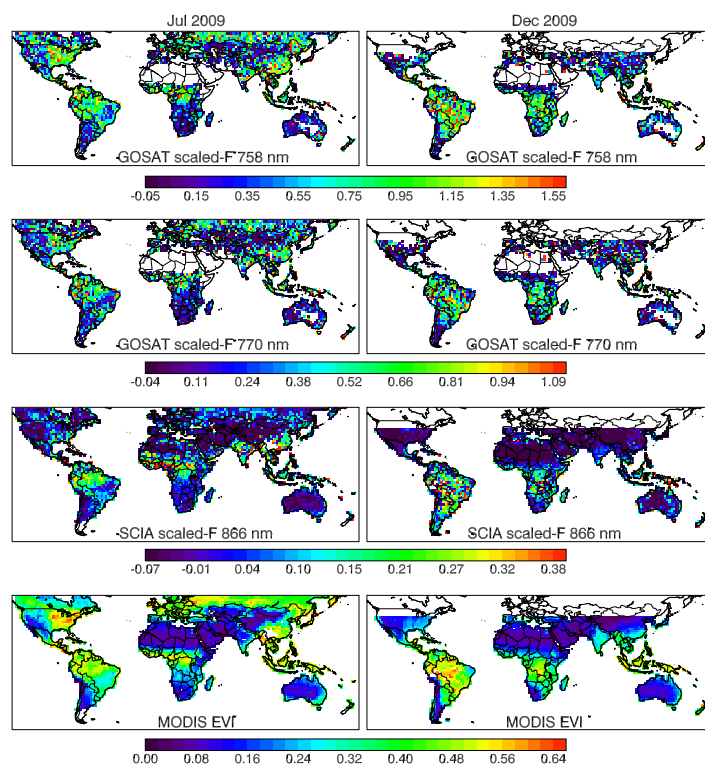 Jul 2009 Dec 2009
GOSAT scaled-F 758 nm GOSAT scaled-F 758 nm
-0.05 0.15 0.35 0.55 0.75 0.95 1.15 1.35 1.55
GOSAT scaled-F 770 nm GOSAT scaled-F 770 nm
-0.04 0.11 0.24 0.38 0.52 0.66 0.81 0.94 1.09
SCIA scaled-F 866 nm SCIA scaled-F 866 nm
-0.07 -0.01 0.04 0.10 0.15 0.21 0.27 0.32 0.38
MODIS EVI MODIS EVI
0.00 0.08 0.16 0.24 0.32 0.40 0.48 0.56 0.64